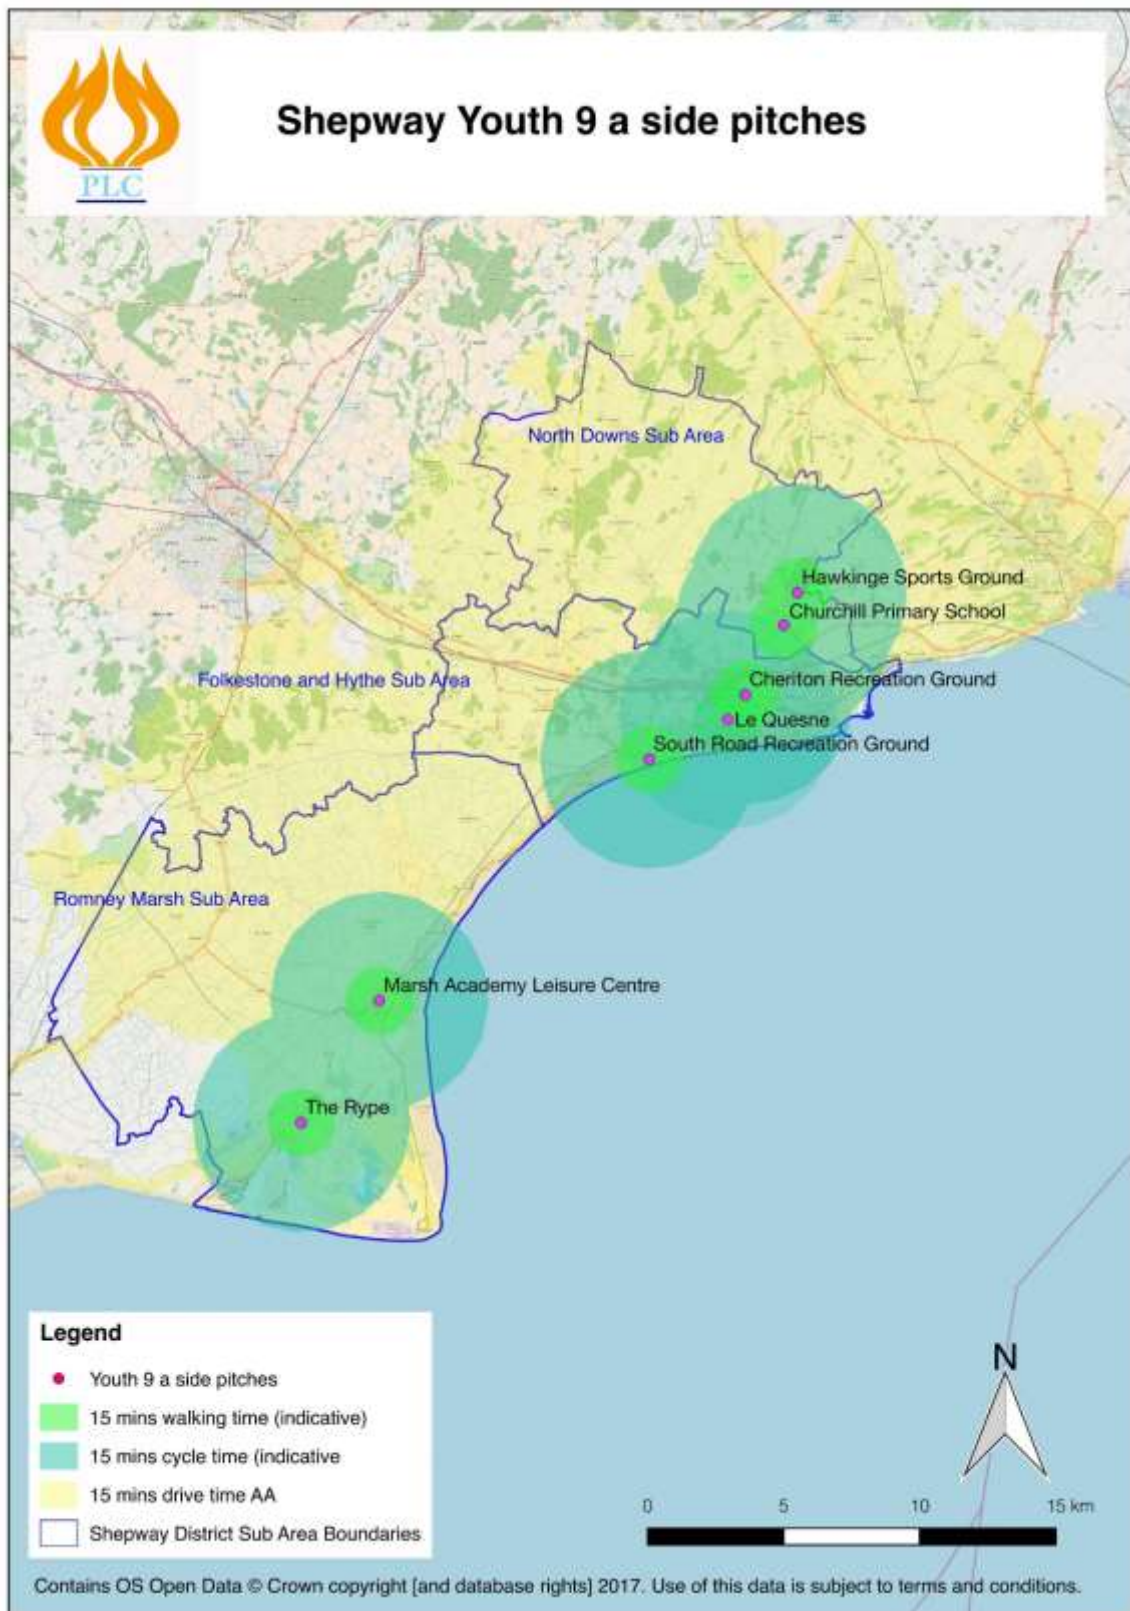 Shepway Youth 9 a side pitches
PLC
North Downs Sub Area
Hawkinge Sports Ground
Churchill Primary School
Folkestone and Hythe Sub Area
Cheriton Recreation Ground
Le Quesne
South Road Recreation Ground
Romney Marsh Sub Area
Marsh Academy Leisure Centre
The Rype
Legend
Youth 9 a side pitches
15 mins walking time (indicative)
15 mins cycle time (indicative
15 mins drive time AA
Shepway District Sub Area Boundaries
N
0 5 10 15 km
Contains OS Open Data © Crown copyright [and database rights] 2017. Use of this data is subject to terms and conditions.